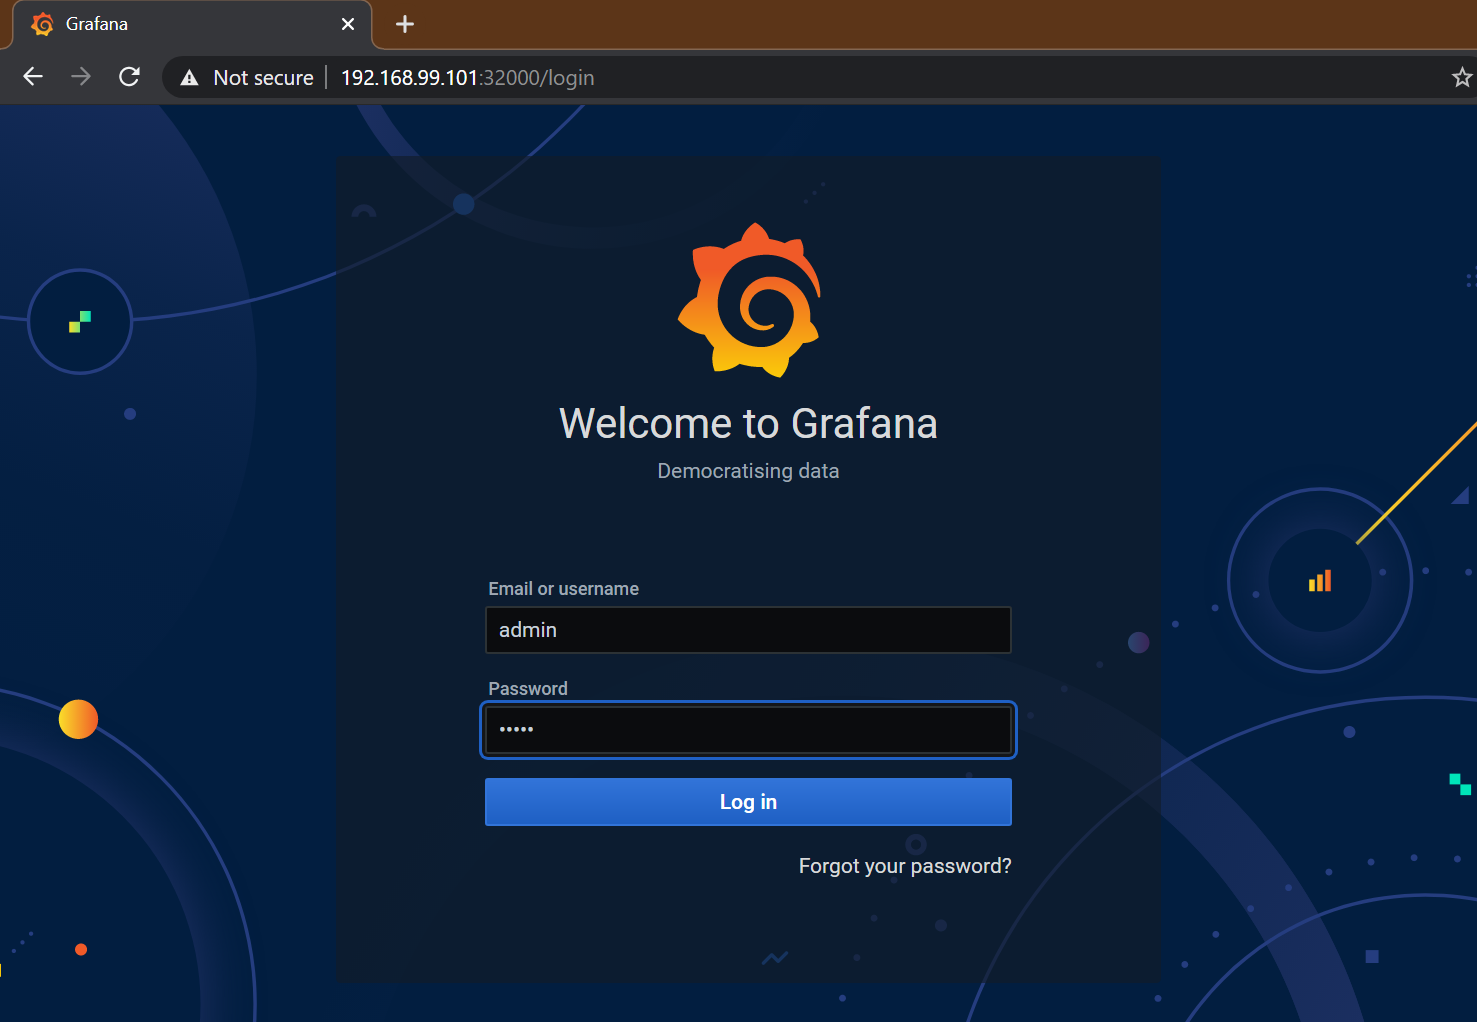 Grafana
Not secure 192.168.99.101:32000/login
Welcome to Grafana
Democratising data
Email or username
admin
Password
•••••
Log in
Forgot your password?